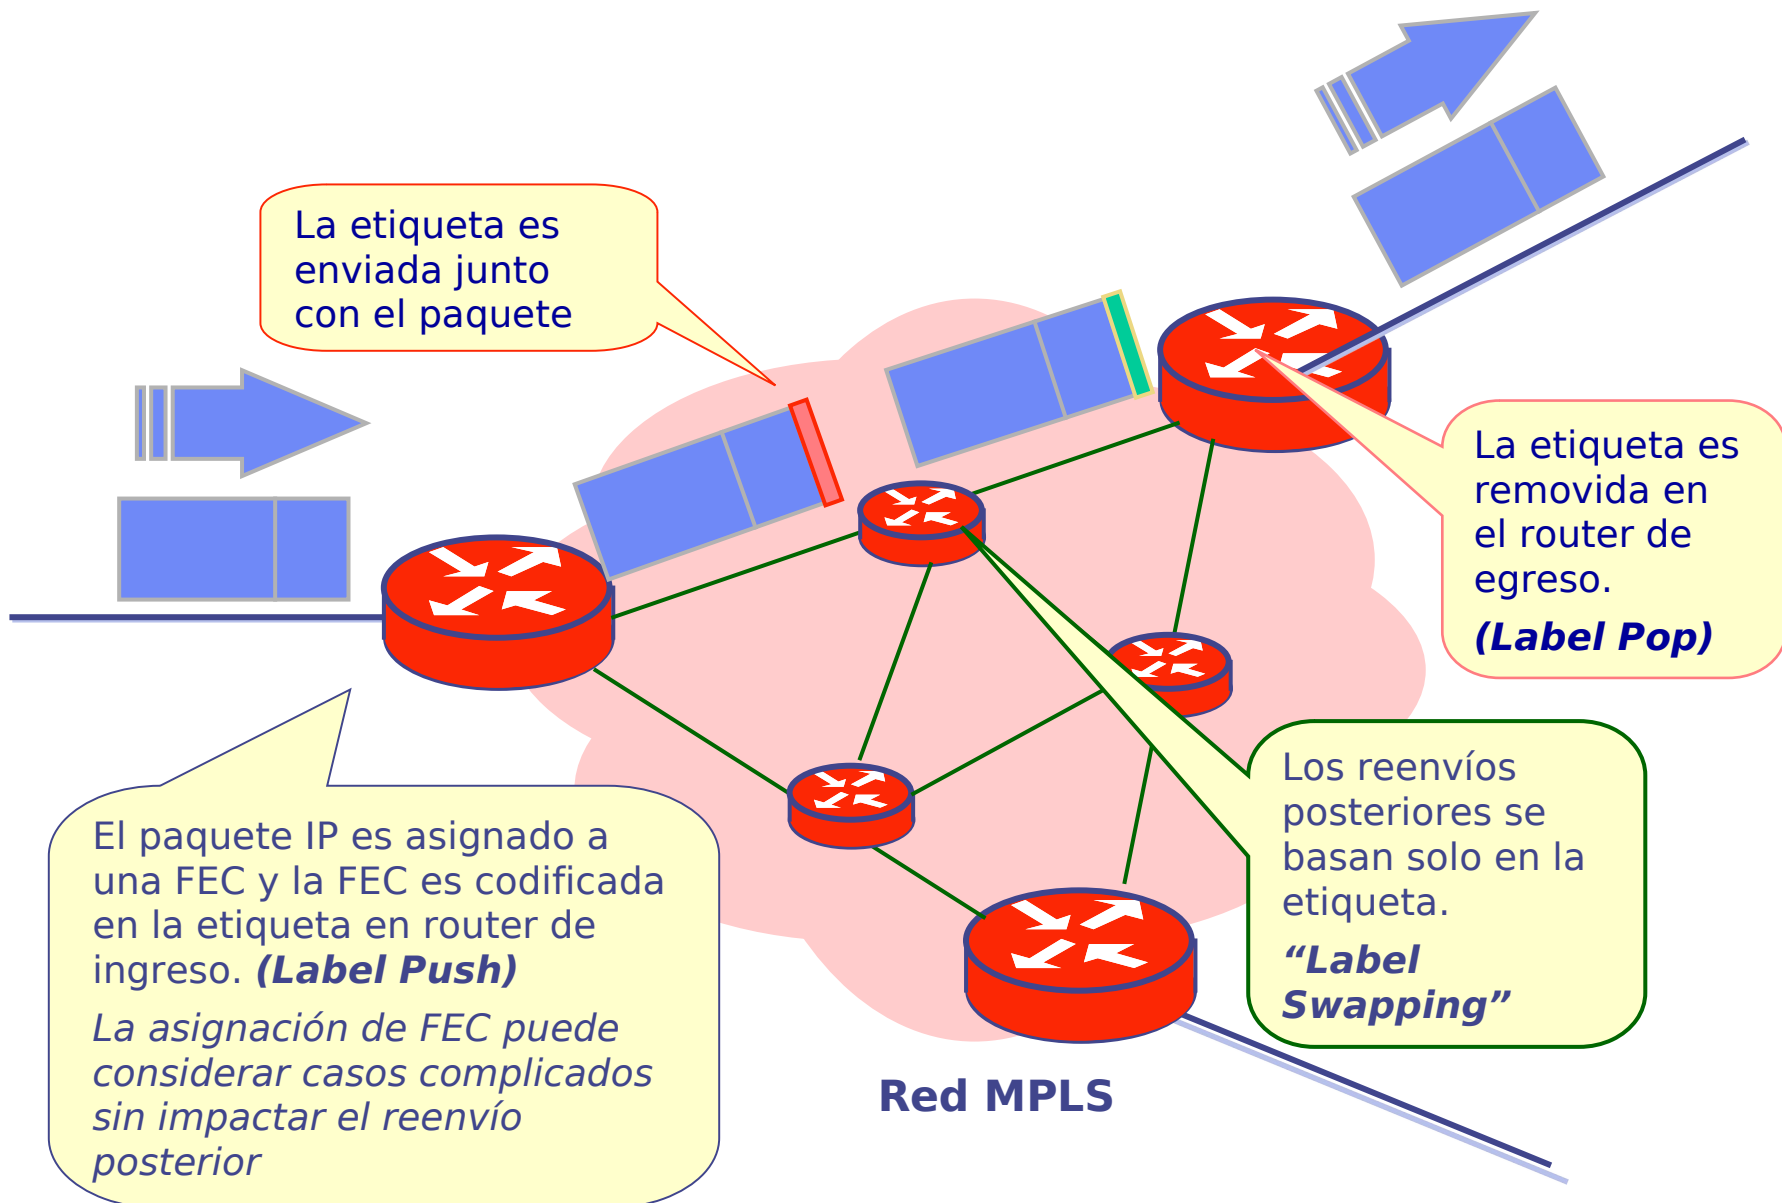 La etiqueta es
enviada junto
con el paquete
La etiqueta es
removida en
el router de
egreso.
(Label Pop)
Los reenvíos
posteriores se
basan solo en la
etiqueta.
“Label
Swapping”
El paquete IP es asignado a
una FEC y la FEC es codificada
en la etiqueta en router de
ingreso. (Label Push)
La asignación de FEC puede
considerar casos complicados
sin impactar el reenvío
posterior
Red MPLS